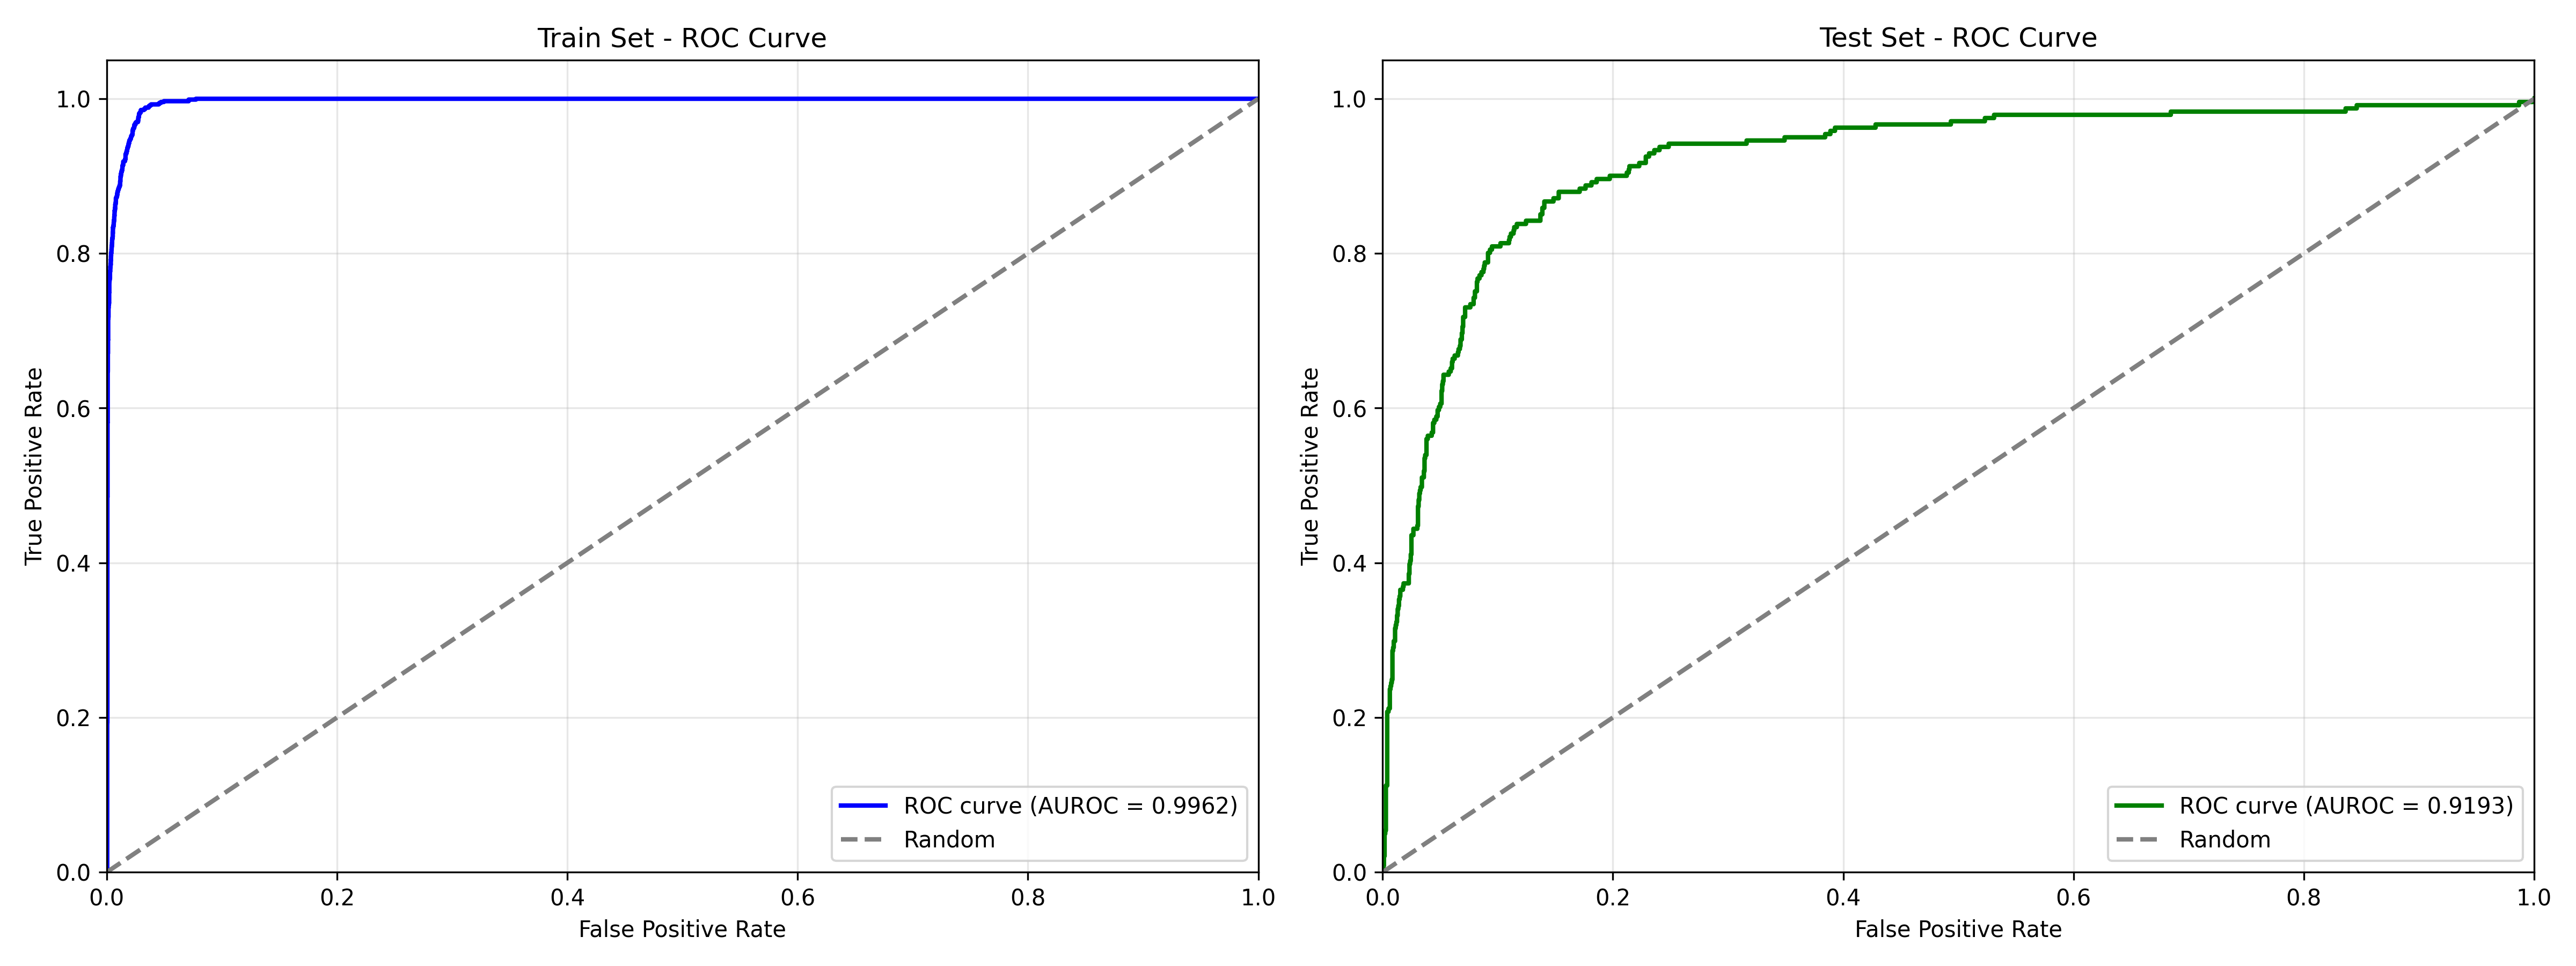 Train Set - ROC Curve
True Positive Rate
1.0
0.8
0.6
0.4
0.2
0.0
0.0 0.2 0.4 0.6 0.8 1.0
False Positive Rate
ROC curve (AUROC = 0.9962)
Random
Test Set - ROC Curve
True Positive Rate
1.0
0.8
0.6
0.4
0.2
0.0
0.0 0.2 0.4 0.6 0.8 1.0
False Positive Rate
ROC curve (AUROC = 0.9193)
Random